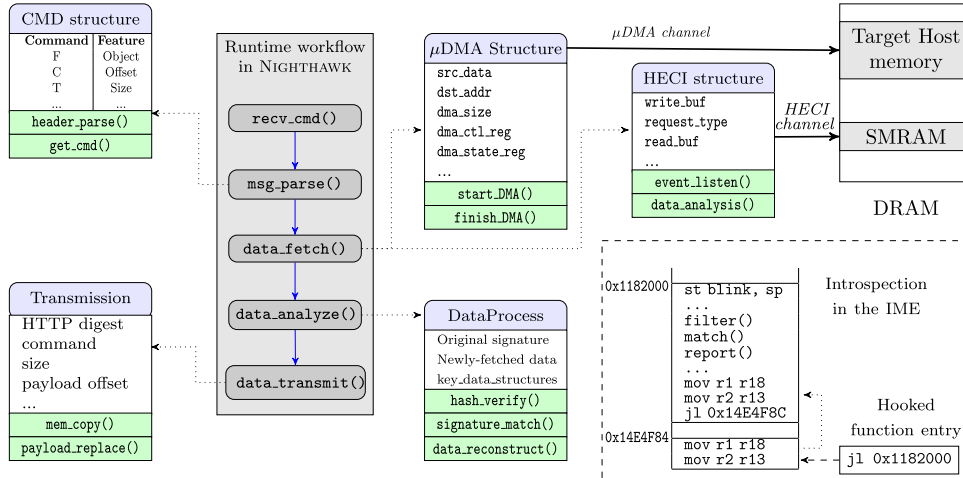 CMD structure
Command Feature
F Object
C Offset
T Size
... ...
header_parse()
get_cmd()
Transmission
HTTP digest
command
size
payload offset
...
mem_copy()
payload_replace()
Runtime workflow
in NIGHTHAWK
recv_cmd()
msg_parse()
data_fetch()
data_analyze()
data_transmit()
μDMA Structure
src_data
dst_addr
dma_size
dma_ctl_reg
dma_state_reg
...
start_DMA()
finish_DMA()
DataProcess
Original signature
Newly-fetched data
key_data_structures
hash_verify()
signature_match()
data_reconstruct()
μDMA channel
HECI structure
write_buf
request_type
read_buf
...
event_listen()
data_analysis()
HECI
channel
Target Host
memory
SMRAM
DRAM
0x1182000
st blink, sp
...
filter()
match()
report()
...
mov r1 r18
mov r2 r13
jl 0x14E4F8C
0x14E4F84
mov r1 r18
mov r2 r13
Introspection
in the IME
Hooked
function entry
jl 0x1182000